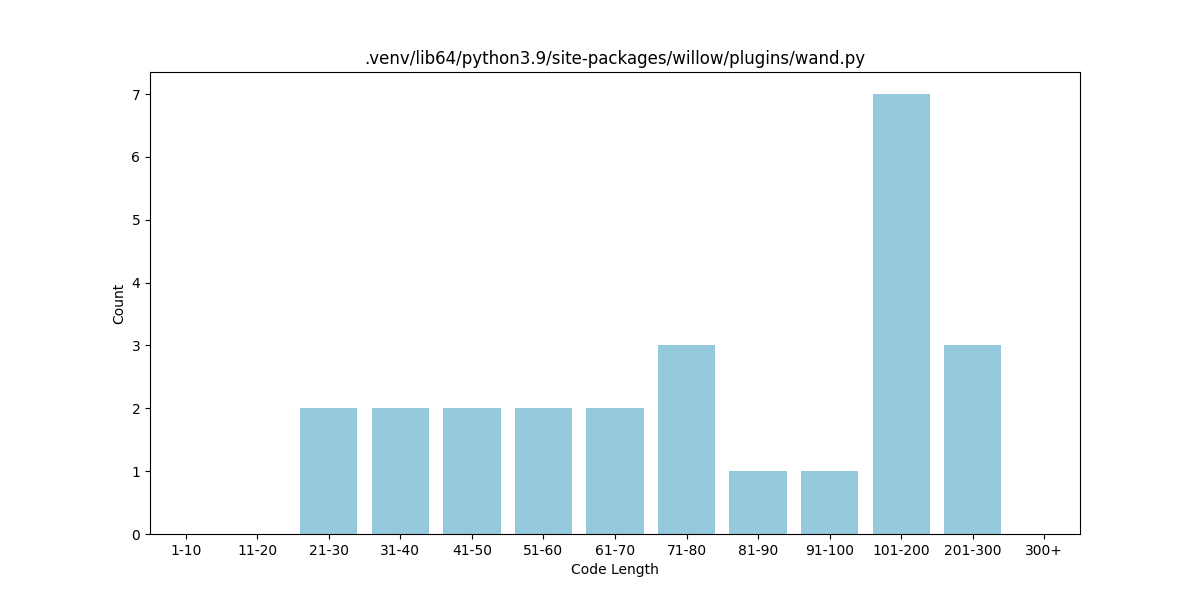 .venv/lib64/python3.9/site-packages/willow/plugins/wand.py
7
6
5
4
3
2
1
0
Count
1-10 11-20 21-30 31-40 41-50 51-60 61-70 71-80 81-90 91-100 101-200 201-300 300+
Code Length